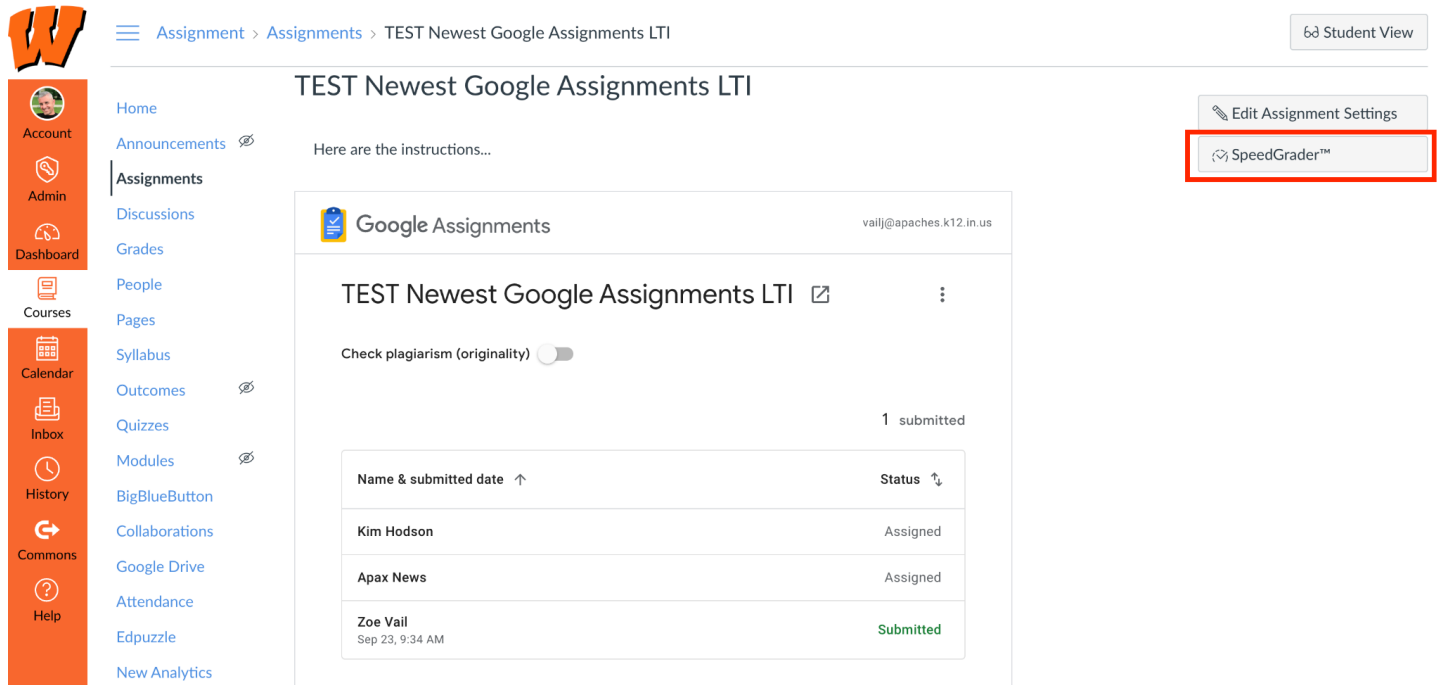 W
Assignment > Assignments > TEST Newest Google Assignments LTI
Student View
Account
Admin
Dashboard
Courses
Calendar
Inbox
History
Commons
Help
Home
Announcements
Assignments
Discussions
Grades
People
Pages
Syllabus
Outcomes
Quizzes
Modules
BigBlueButton
Collaborations
Google Drive
Attendance
Edpuzzle
New Analytics
TEST Newest Google Assignments LTI
Here are the instructions...
Edit Assignment Settings
SpeedGrader™
Google Assignments
vailj@apaches.k12.in.us
TEST Newest Google Assignments LTI
Check plagiarism (originality)
1 submitted
Name & submitted date Status
Kim Hodson Assigned
Apax News Assigned
Zoe Vail
Sep 23, 9:34 AM
Submitted